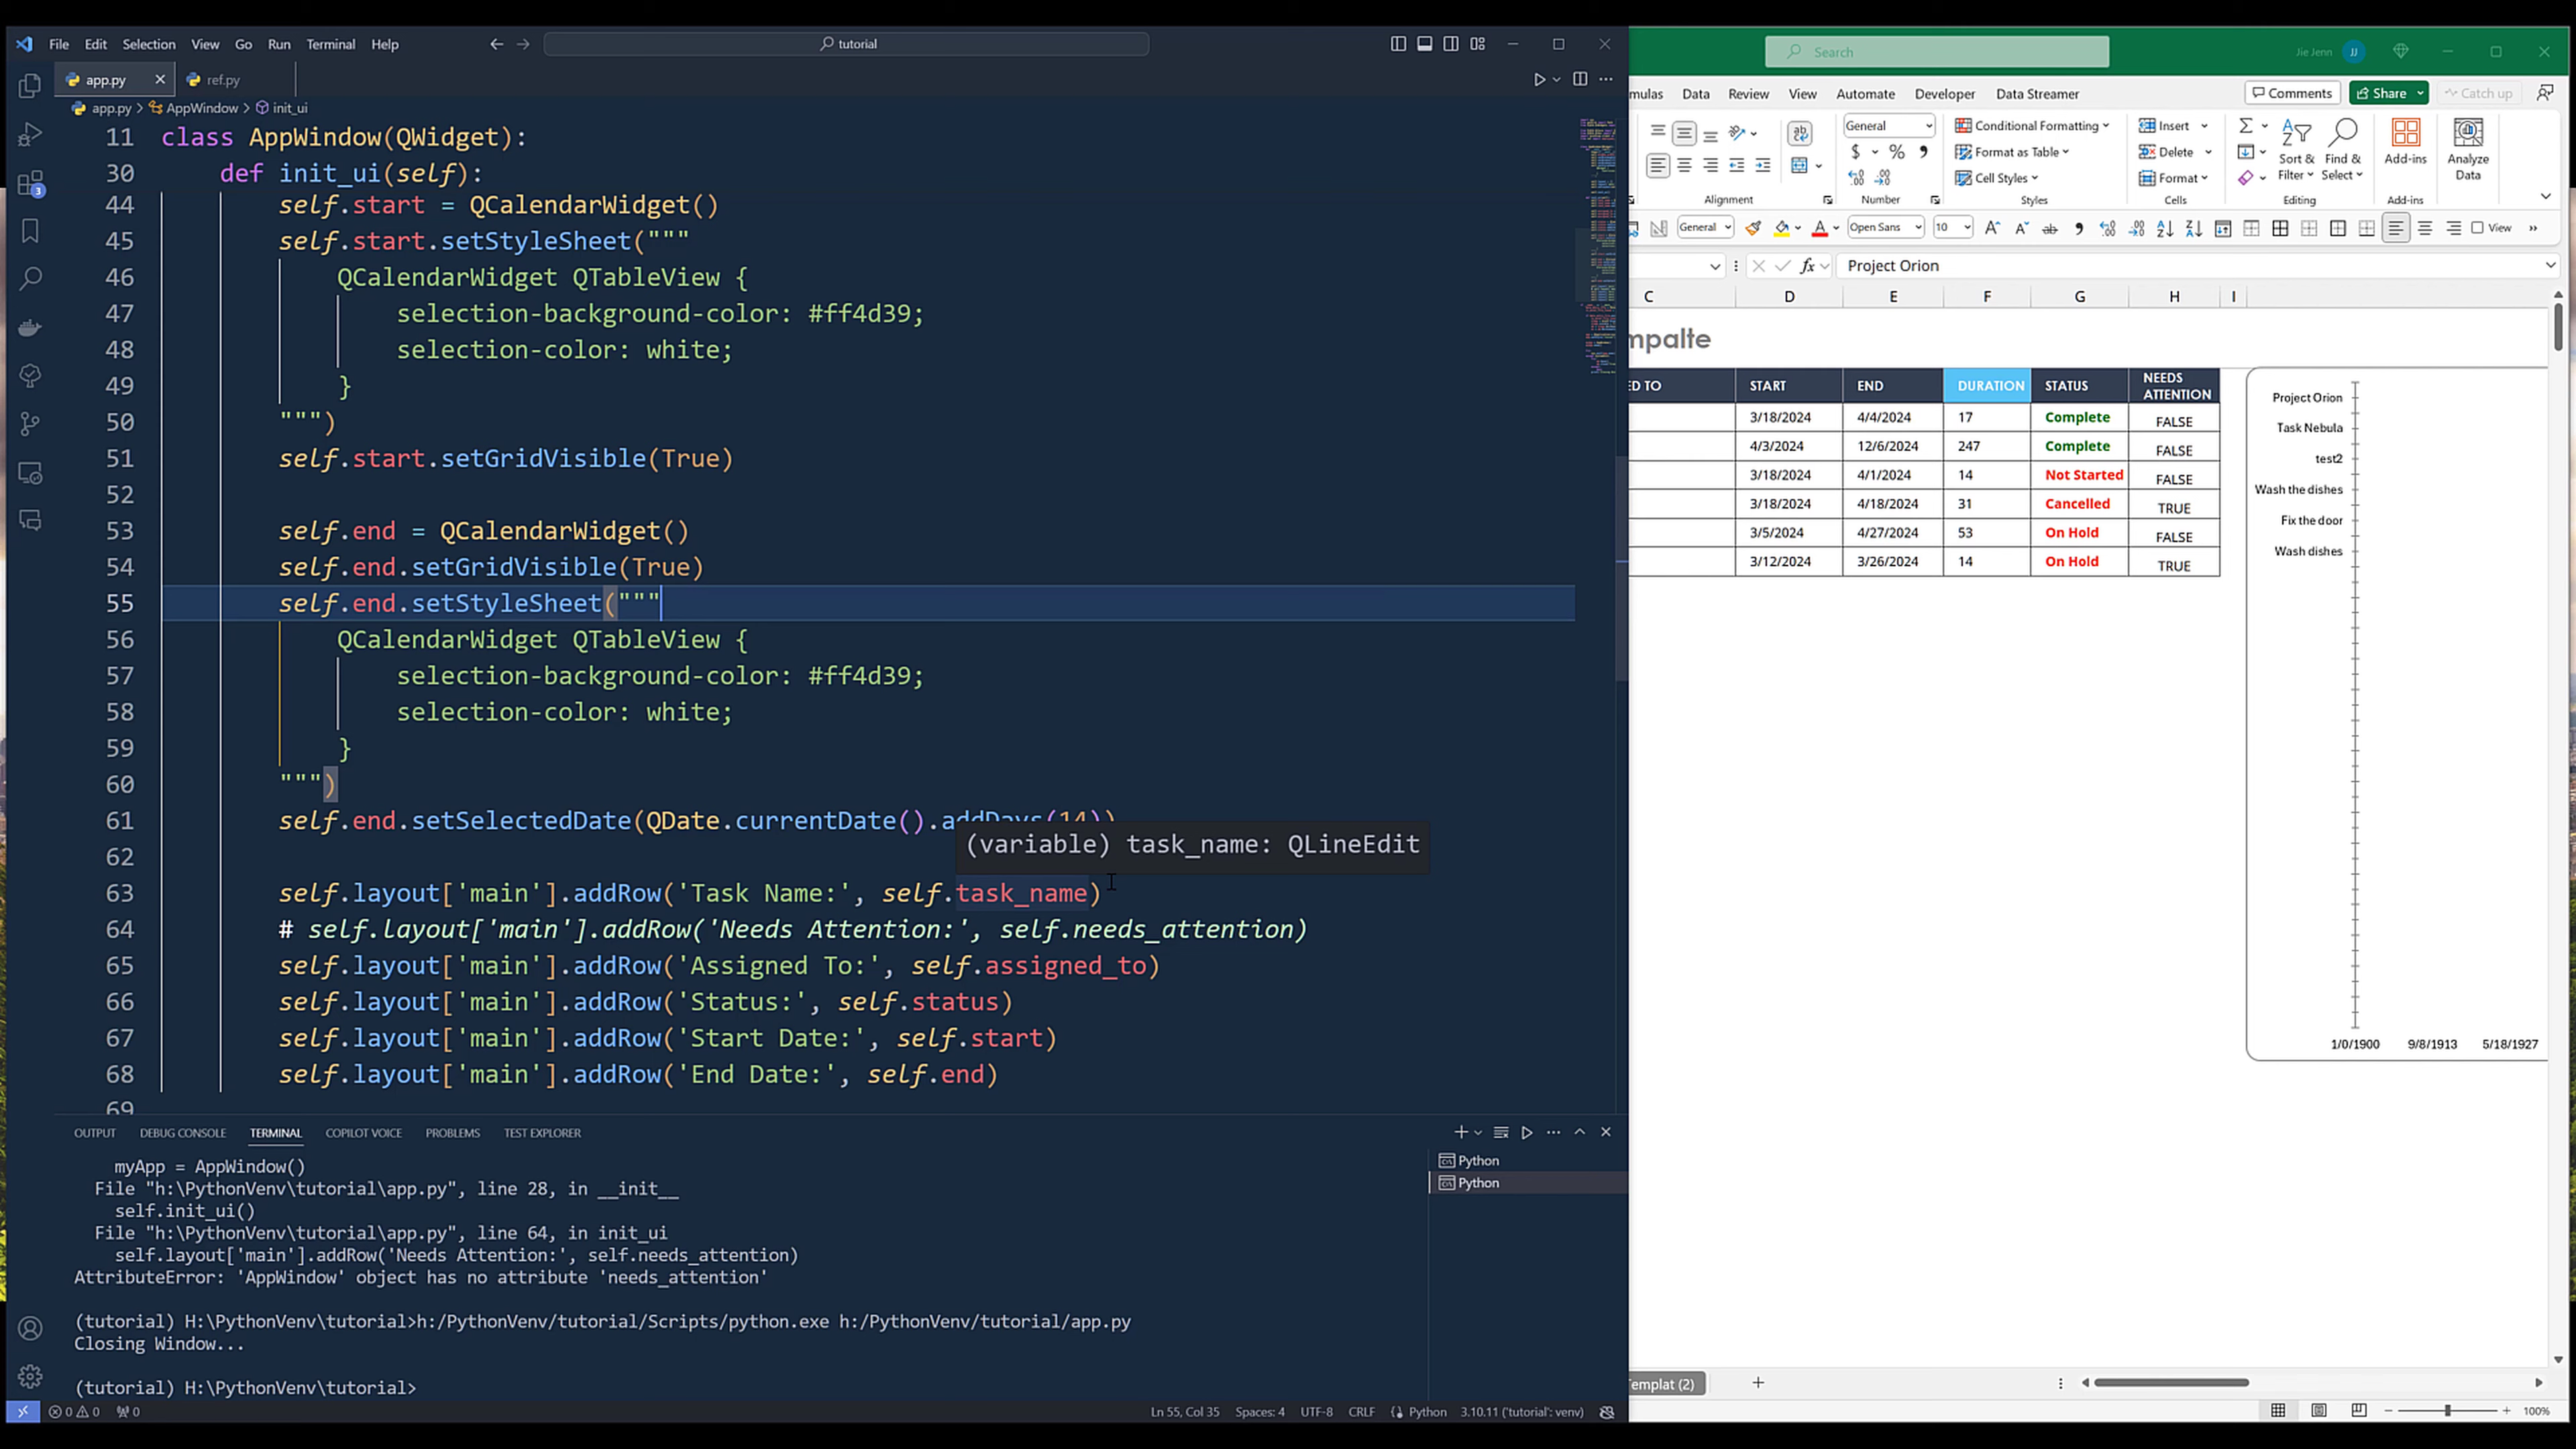 File Edit Selection View Go Run Terminal Help
tutorial
app.py
ref.py
app.py > AppWindow > init_ui
11 class AppWindow(QWidget):
30 def init_ui(self):
44 self.start = QCalendarWidget()
45 self.start.setStyleSheet("""
46 QCalendarWidget QTableView {
47 selection-background-color: #ff4d39;
48 selection-color: white;
49 }
50 """)
51 self.start.setGridVisible(True)
52
53 self.end = QCalendarWidget()
54 self.end.setGridVisible(True)
55 self.end.setStyleSheet("""
56 QCalendarWidget QTableView {
57 selection-background-color: #ff4d39;
58 selection-color: white;
59 }
60 """)
61 self.end.setSelectedDate(QDate.currentDate().addDays(14))
(variable) task_name: QLineEdit
62
63 self.layout['main'].addRow('Task Name:', self.task_name)
64 # self.layout['main'].addRow('Needs Attention:', self.needs_attention)
65 self.layout['main'].addRow('Assigned To:', self.assigned_to)
66 self.layout['main'].addRow('Status:', self.status)
67 self.layout['main'].addRow('Start Date:', self.start)
68 self.layout['main'].addRow('End Date:', self.end)
69
3
OUTPUT DEBUG CONSOLE TERMINAL COPILOT VOICE PROBLEMS TEST EXPLORER
myApp = AppWindow()
File "h:\PythonVenv\tutorial\app.py", line 28, in __init__
self.init_ui()
File "h:\PythonVenv\tutorial\app.py", line 64, in init_ui
self.layout['main'].addRow('Needs Attention:', self.needs_attention)
AttributeError: 'AppWindow' object has no attribute 'needs_attention'
(tutorial) H:\PythonVenv\tutorial>h:/PythonVenv/tutorial/Scripts/python.exe h:/PythonVenv/tutorial/app.py
Closing Window...
(tutorial) H:\PythonVenv\tutorial>
Python
Python
0 0 0
Ln 55, Col 35 Spaces: 4 UTF-8 CRLF Python 3.10.11 ('tutorial': venv)
Search
Jie Jenn JJ
mulas Data Review View Automate Developer Data Streamer
Comments Share Catch up
General
Conditional Formatting
Format as Table
Cell Styles
Insert
Delete
Format
Sort & Filter
Find & Select
Add-ins
Analyze Data
Alignment Number Styles Cells Editing Add-ins
General Open Sans 10 View
fx Project Orion
C D E F G H I
mpalte
ED TO START END DURATION STATUS NEEDS ATTENTION
3/18/2024 4/4/2024 17 Complete FALSE
4/3/2024 12/6/2024 247 Complete FALSE
3/18/2024 4/1/2024 14 Not Started FALSE
3/18/2024 4/18/2024 31 Cancelled TRUE
3/5/2024 4/27/2024 53 On Hold FALSE
3/12/2024 3/26/2024 14 On Hold TRUE
Project Orion
Task Nebula
test2
Wash the dishes
Fix the door
Wash dishes
1/0/1900 9/8/1913 5/18/1927
Templat (2)
100%